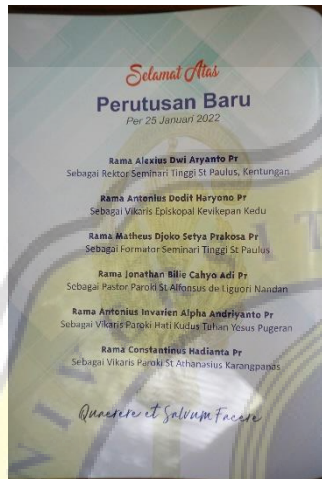 Selamat Atas
Perutusan Baru
Per 25 Januari 2022
Rama Alexius Dwi Aryanto Pr
Sebagai Rektor Seminari Tinggi St Paulus, Kentungan
Rama Antonius Dodit Haryono Pr
Sebagai Vikaris Episkopal Kevikepan Kedu
Rama Matheus Djoko Setya Prakosa Pr
Sebagai Formator Seminari Tinggi St Paulus
Rama Jonathan Bilie Cahyo Adi Pr
Sebagai Pastor Paroki St Alfonsus de Liguori Nandan
Rama Antonius Invarien Alpha Andriyanto Pr
Sebagai Vikaris Paroki Hati Kudus Tuhan Yesus Pugeran
Rama Constantinus Hadianta Pr
Sebagai Vikaris Paroki St Athanasius Karangpanas
Quaerere et Salvum Facere